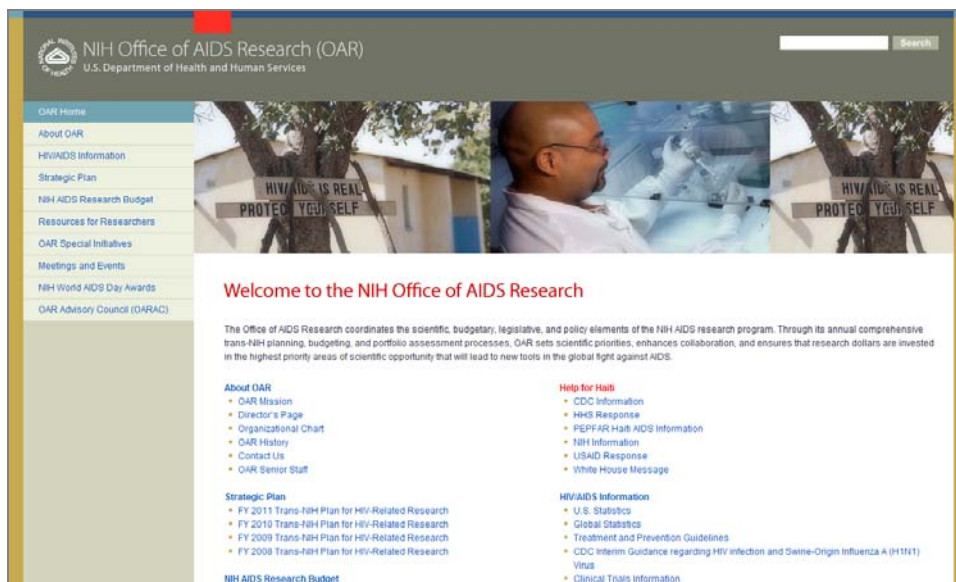 NIH Office of AIDS Research (OAR)
U.S. Department of Health and Human Services
Search
OAR Home
About OAR
HIV/AIDS Information
Strategic Plan
NIH AIDS Research Budget
Resources for Researchers
OAR Special Initiatives
Meetings and Events
NIH World AIDS Day Awards
OAR Advisory Council (OARAC)
HIV/AIDS IS REAL
PROTECT YOURSELF
HIV/AIDS IS REAL
PROTECT YOURSELF
Welcome to the NIH Office of AIDS Research
The Office of AIDS Research coordinates the scientific, budgetary, legislative, and policy elements of the NIH AIDS research program. Through its annual comprehensive
trans-NIH planning, budgeting, and portfolio assessment processes, OAR sets scientific priorities, enhances collaboration, and ensures that research dollars are invested
in the highest priority areas of scientific opportunity that will lead to new tools in the global fight against AIDS.
About OAR
OAR Mission
Director's Page
Organizational Chart
OAR History
Contact Us
OAR Senior Staff
Strategic Plan
FY 2011 Trans-NIH Plan for HIV-Related Research
FY 2010 Trans-NIH Plan for HIV-Related Research
FY 2009 Trans-NIH Plan for HIV-Related Research
FY 2008 Trans-NIH Plan for HIV-Related Research
NIH AIDS Research Budget
Help for Haiti
CDC Information
HHS Response
PEPFAR Haiti AIDS Information
NIH Information
USAID Response
White House Message
HIV/AIDS Information
U.S. Statistics
Global Statistics
Treatment and Prevention Guidelines
CDC Interim Guidance regarding HIV infection and Swine-Origin Influenza A (H1N1)
Virus
Clinical Trials Information